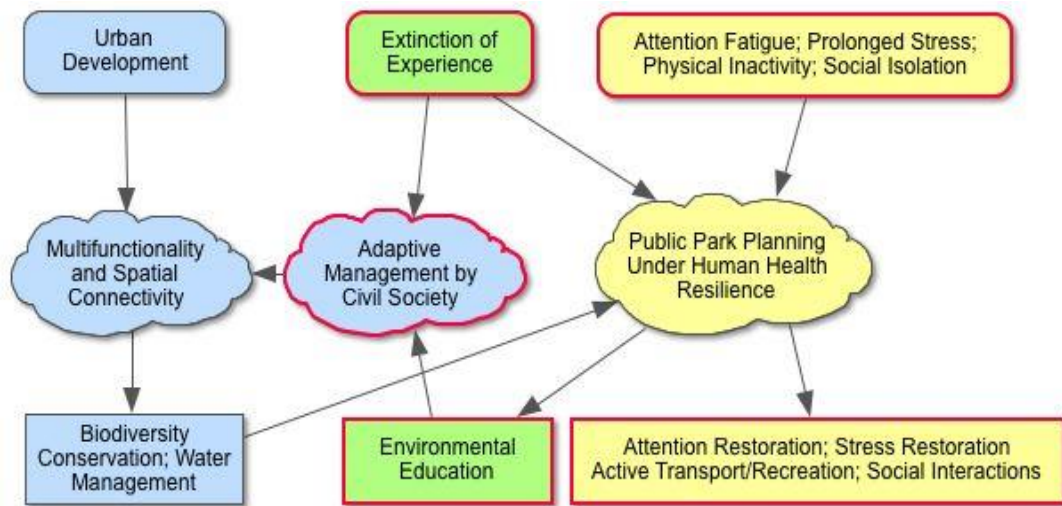 Urban
Development
Extinction of
Experience
Attention Fatigue; Prolonged Stress;
Physical Inactivity; Social Isolation
Multifunctionality
and Spatial
Connectivity
Adaptive
Management by
Civil Society
Public Park Planning
Under Human Health
Resilience
Biodiversity
Conservation; Water
Management
Environmental
Education
Attention Restoration; Stress Restoration
Active Transport/Recreation; Social Interactions